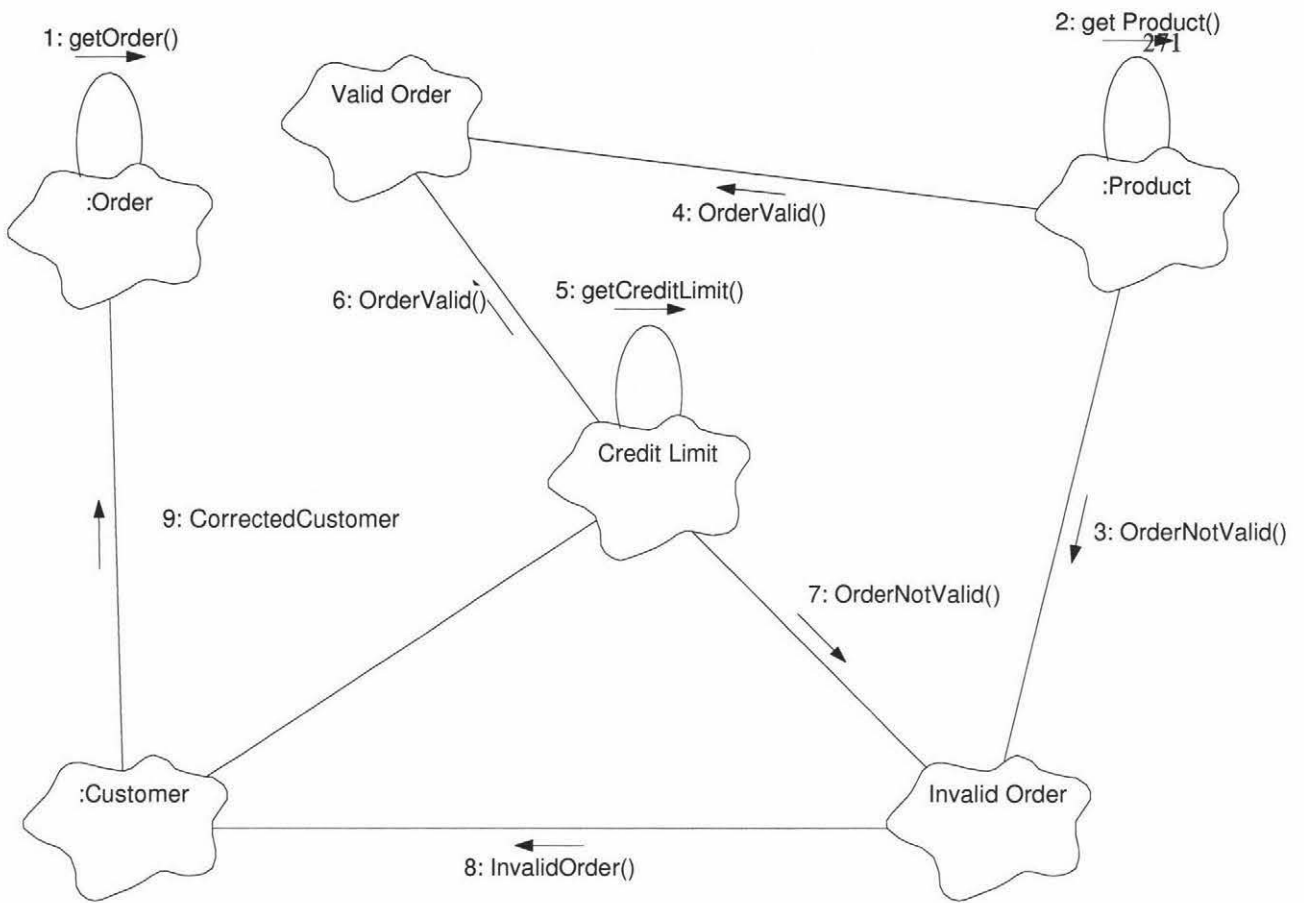 1: getOrder()
2: get Product()
271
Valid Order
:Order
:Product
4: OrderValid()
6: OrderValid()
5: getCreditLimit()
Credit Limit
9: CorrectedCustomer
3: OrderNotValid()
7: OrderNotValid()
:Customer
Invalid Order
8: InvalidOrder()